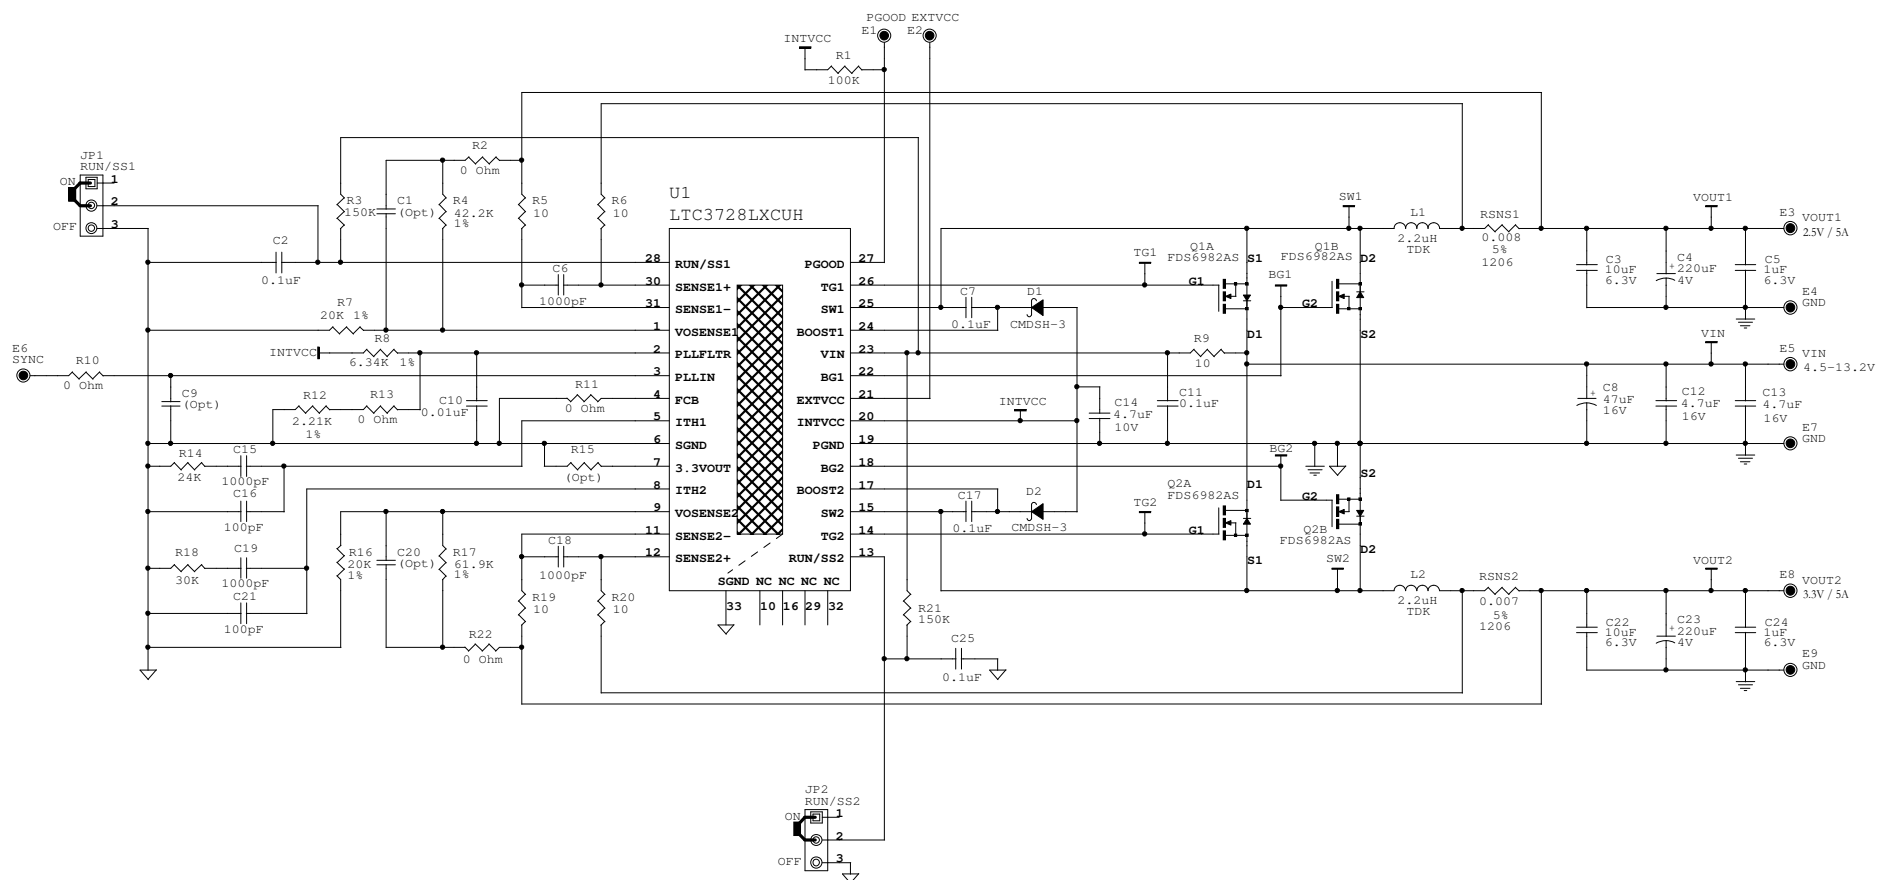 PGOOD EXTVCC
E1
E2
INTVCC
R1
100K
JP1
RUN/SS1
ON
1
2
OFF
3
R2
0 Ohm
R3
150K
C1
(Opt)
R4
42.2K
1%
R5
10
R6
10
U1
LTC3728LXCUH
C2
0.1uF
C6
1000pF
R7
20K 1%
R8
6.34K 1%
INTVCC
E6
SYNC
R10
0 Ohm
C9
(Opt)
R12
2.21K
1%
R13
0 Ohm
C10
0.01uF
R11
0 Ohm
R14
24K
C15
1000pF
C16
100pF
R15
(Opt)
R18
30K
C19
1000pF
C21
100pF
R16
20K
1%
C20
(Opt)
R17
61.9K
1%
C18
1000pF
R19
10
R20
10
R22
0 Ohm
28 RUN/SS1
30 SENSE1+
31 SENSE1-
1 VOSENSE1
2 PLLFLTR
3 PLLIN
4 FCB
5 ITH1
6 SGND
7 3.3VOUT
8 ITH2
9 VOSENSE2
11 SENSE2-
12 SENSE2+
PGOOD 27
TG1 26
SW1 25
BOOST1 24
VIN 23
BG1 22
EXTVCC 21
INTVCC 20
PGND 19
BG2 18
BOOST2 17
SW2 15
TG2 14
RUN/SS2 13
SGND NC NC NC NC
33 10 16 29 32
C7
0.1uF
D1
CMDSH-3
INTVCC
C14
4.7uF
10V
C11
0.1uF
R9
10
C17
0.1uF
D2
CMDSH-3
R21
150K
C25
0.1uF
TG1
Q1A
FDS6982AS
G1
S1
D1
BG1
Q1B
FDS6982AS
G2
D2
S2
SW1
L1
2.2uH
TDK
RSNS1
0.008
5%
1206
VOUT1
E3
VOUT1
2.5V / 5A
C3
10uF
6.3V
C4
+
220uF
4V
C5
1uF
6.3V
E4
GND
VIN
E5
VIN
4.5-13.2V
C8
+
47uF
16V
C12
4.7uF
16V
C13
4.7uF
16V
E7
GND
BG2
TG2
Q2A
FDS6982AS
G1
D1
S1
G2
S2
Q2B
FDS6982AS
D2
SW2
L2
2.2uH
TDK
RSNS2
0.007
5%
1206
VOUT2
E8
VOUT2
3.3V / 5A
C22
10uF
6.3V
C23
+
220uF
4V
C24
1uF
6.3V
E9
GND
JP2
RUN/SS2
ON
1
2
OFF
3